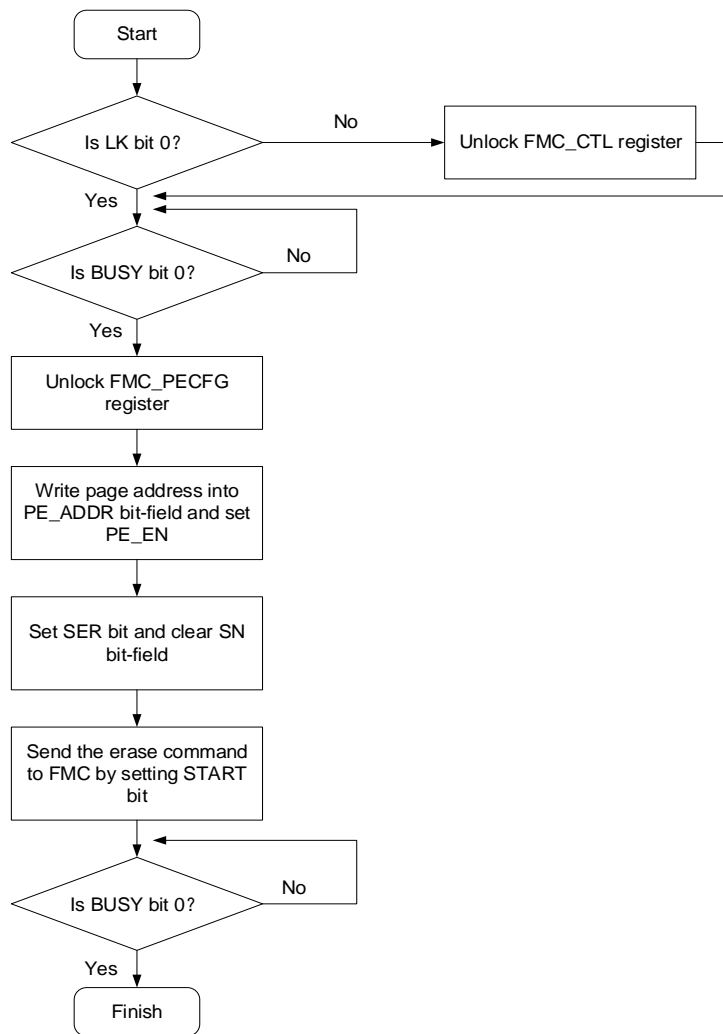 Start
Is LK bit 0?
No
Unlock FMC_CTL register
Yes
Is BUSY bit 0?
No
Yes
Unlock FMC_PECFG
register
Write page address into
PE_ADDR bit-field and set
PE_EN
Set SER bit and clear SN
bit-field
Send the erase command
to FMC by setting START
bit
Is BUSY bit 0?
No
Yes
Finish